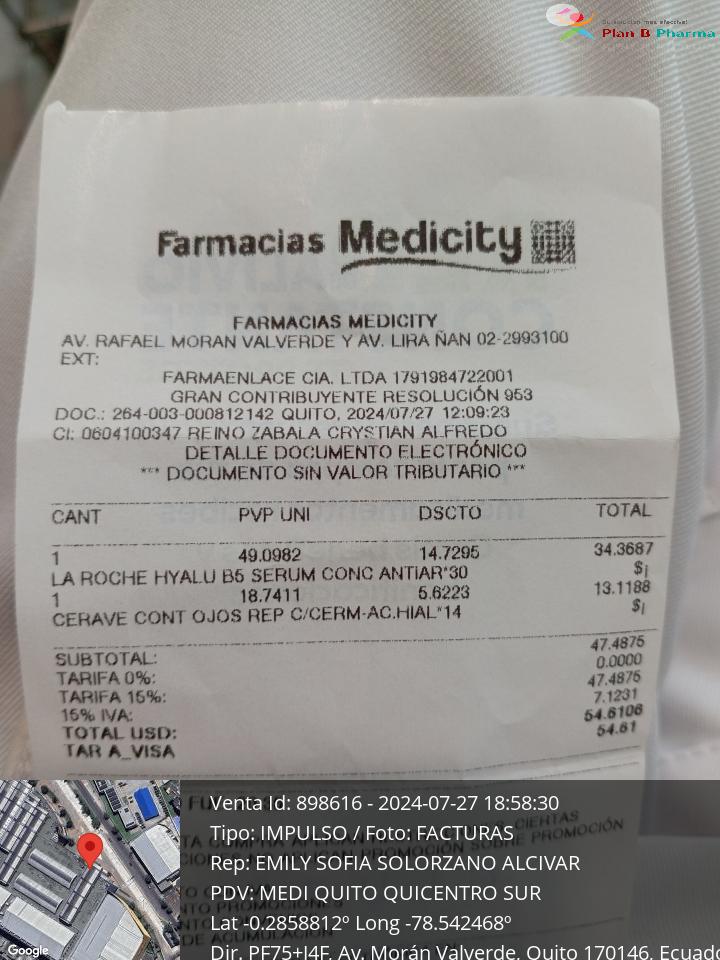 Su solución mas efectiva!
Plan B Pharma
Farmacias Medicity
FARMACIAS MEDICITY
AV. RAFAEL MORAN VALVERDE Y AV. LIRA ÑAN 02-2993100
EXT:
FARMAENLACE CIA. LTDA 1791984722001
GRAN CONTRIBUYENTE RESOLUCIÓN 953
DOC.: 264-003-000812142 QUITO, 2024/07/27 12:09:23
CI: 0604100347 REINO ZABALA CRYSTIAN ALFREDO
DETALLE DOCUMENTO ELECTRÓNICO
*** DOCUMENTO SIN VALOR TRIBUTARIO ***
CANT PVP UNI DSCTO TOTAL
1 49.0982 14.7295 34.3687
LA ROCHE HYALU B5 SERUM CONC ANTIAR*30 $¡
1 18.7411 5.6223 13.1188
CERAVE CONT OJOS REP C/CERM-AC.HIAL*14 $¡
SUBTOTAL: 47.4875
TARIFA 0%: 0.0000
TARIFA 15%: 47.4875
15% IVA: 7.1231
TOTAL USD: 54.6106
TAR A_VISA 54.61
Venta Id: 898616 - 2024-07-27 18:58:30
Tipo: IMPULSO / Foto: FACTURAS
Rep: EMILY SOFIA SOLORZANO ALCIVAR
PDV: MEDI QUITO QUICENTRO SUR
Lat -0.2858812º Long -78.542468º
Dir. PF75+J4F, Av. Morán Valverde, Quito 170146, Ecuado
Google